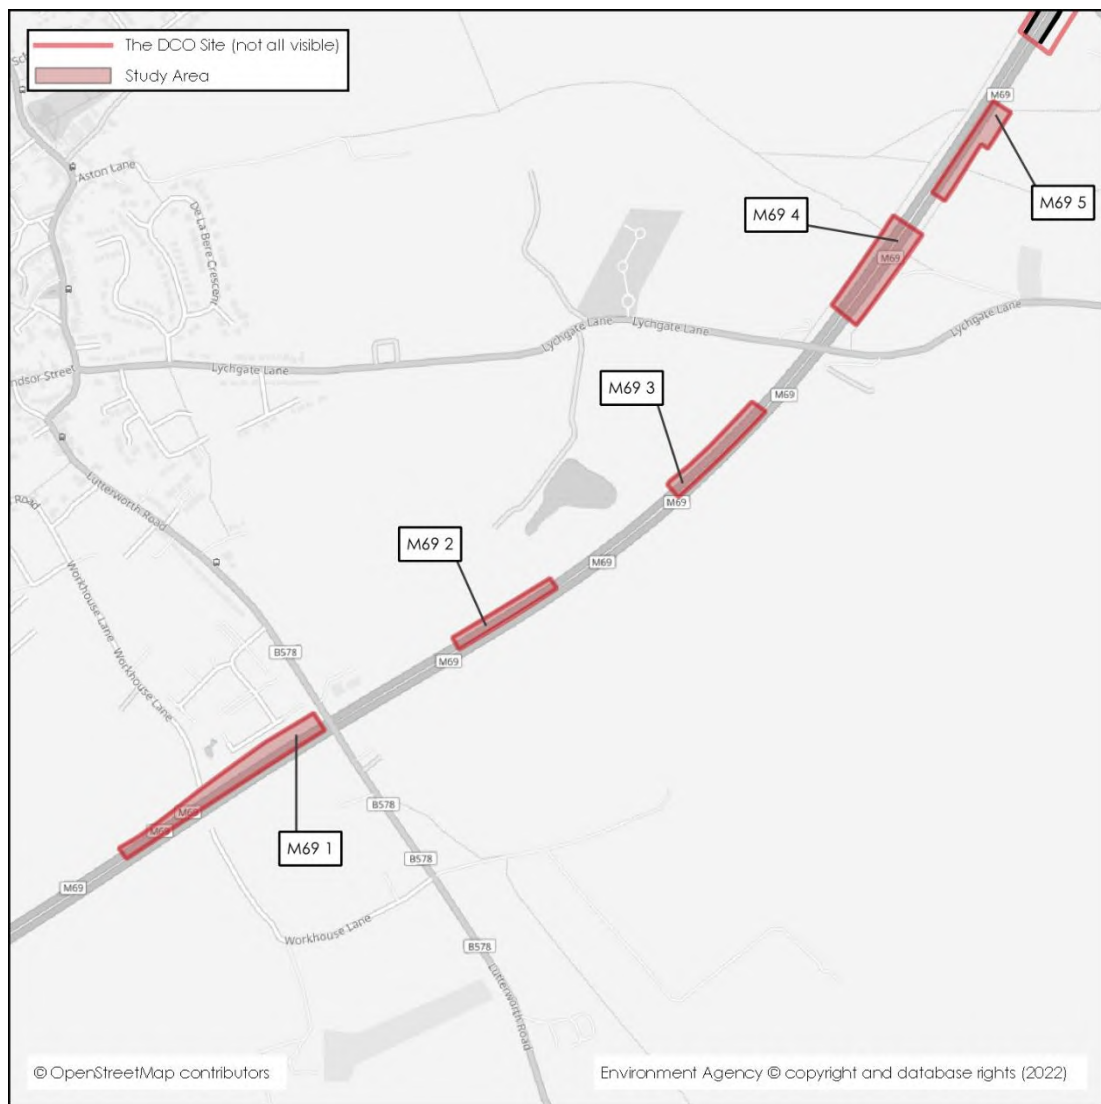 The DCO Site (not all visible)
Study Area
M69
Aston Lane
De La Bere Crescent
M69 5
M69 4
M69
Lychgate Lane
Lychgate Lane
Lychgate Lane
Lychgate Lane
ndsor Street
M69 3
M69
M69
Lutterworth Road
Road
M69 2
M69
Workhouse Lane
Workhouse Lane
B578
M69
M69
M69
B578
M69 1
B578
M69
Workhouse Lane
B578
Lutterworth Road
© OpenStreetMap contributors
Environment Agency © copyright and database rights (2022)